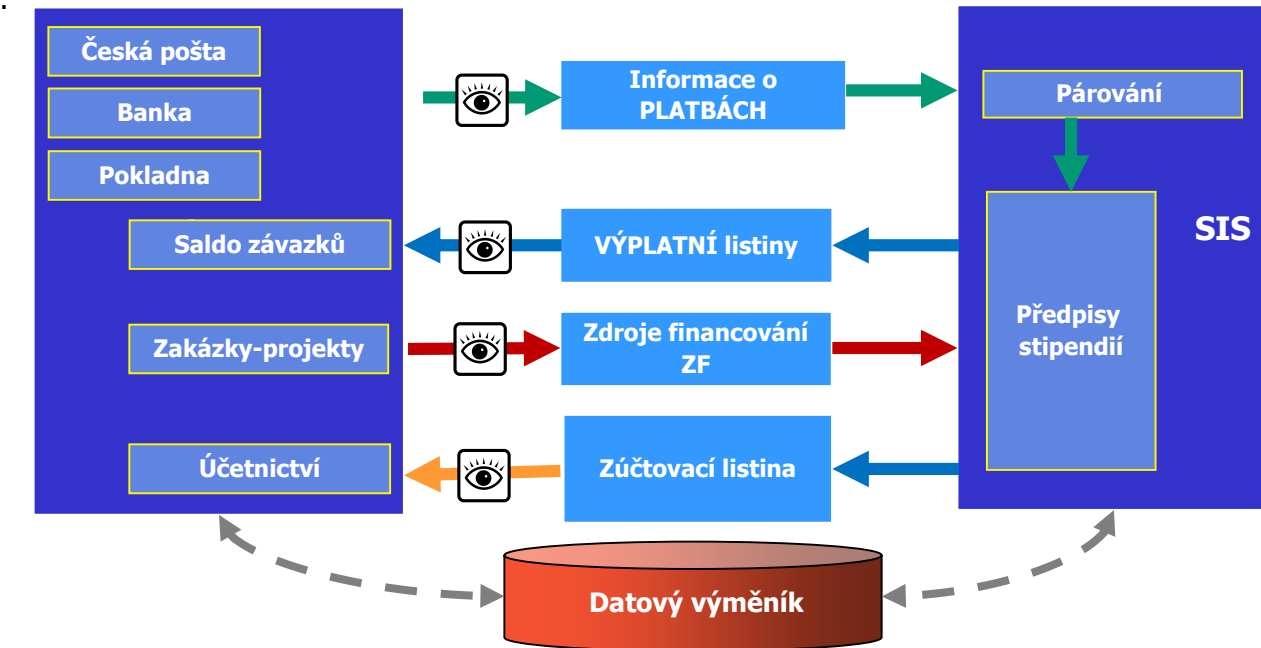 .
Česká pošta
Banka
Pokladna
Saldo závazků
Zakázky-projekty
Účetnictví
Informace o
PLATBÁCH
VÝPLATNÍ listiny
Zdroje financování
ZF
Zúčtovací listina
Párování
SIS
Předpisy
stipendií
Datový výměník